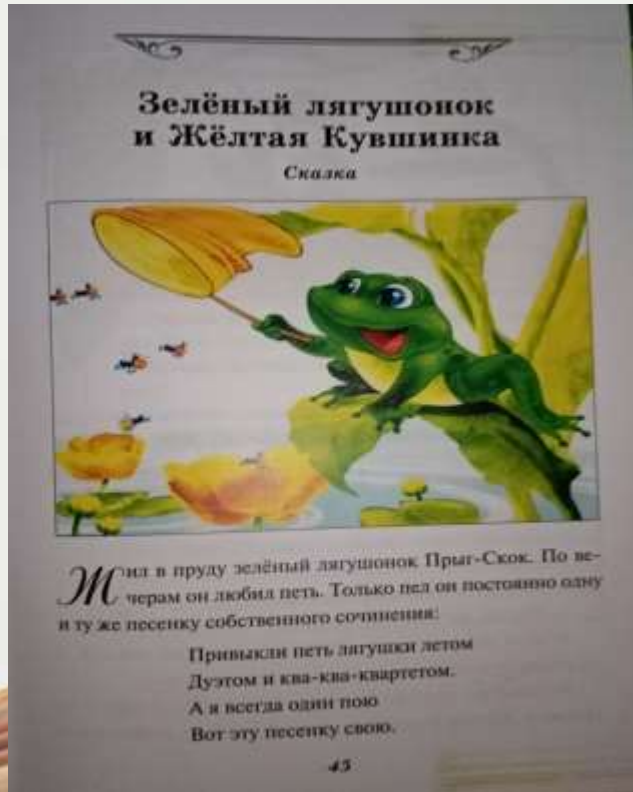 Зелёный лягушонок
и Жёлтая Кувшинка
Сказка
Жил в пруду зелёный лягушонок Прыг-Скок. По ве-
черам он любил петь. Только пел он постоянно одну
и ту же песенку собственного сочинения:
Привыкли петь лягушки летом
Дуэтом и ква-ква-квартетом.
А я всегда один пою
Вот эту песенку свою.
45